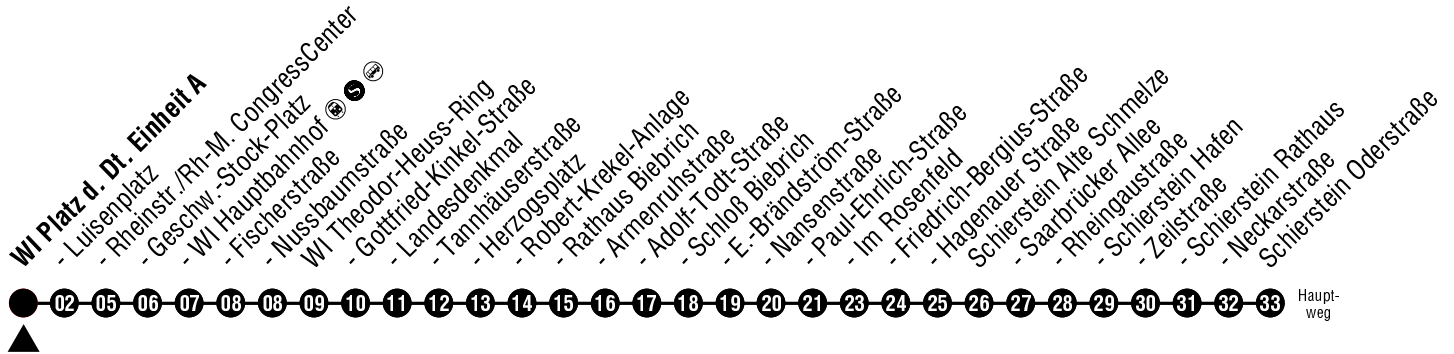 WI Platz d. Dt. Einheit A
- Luisenplatz
- Rheinstr./Rh-M. CongressCenter
- Geschw.-Stock-Platz
- WI Hauptbahnhof S
- Fischerstraße
- Nussbaumstraße
WI Theodor-Heuss-Ring
- Gottfried-Kinkel-Straße
- Landesdenkmal
- Tannhäuserstraße
- Herzogsplatz
- Robert-Krekel-Anlage
- Rathaus Biebrich
- Armenruhstraße
- Adolf-Todt-Straße
- Schloß Biebrich
- E.-Brändström-Straße
- Nansenstraße
- Paul-Ehrlich-Straße
- Im Rosenfeld
- Friedrich-Bergius-Straße
- Hagenauer Straße
Schierstein Alte Schmelze
- Saarbrücker Allee
- Rheingaustraße
- Schierstein Hafen
- Zeilstraße
- Schierstein Rathaus
- Neckarstraße
Schierstein Oderstraße
02 05 06 07 08 08 09 10 11 12 13 14 15 16 17 18 19 20 21 23 24 25 26 27 28 29 30 31 32 33
Haupt-
weg